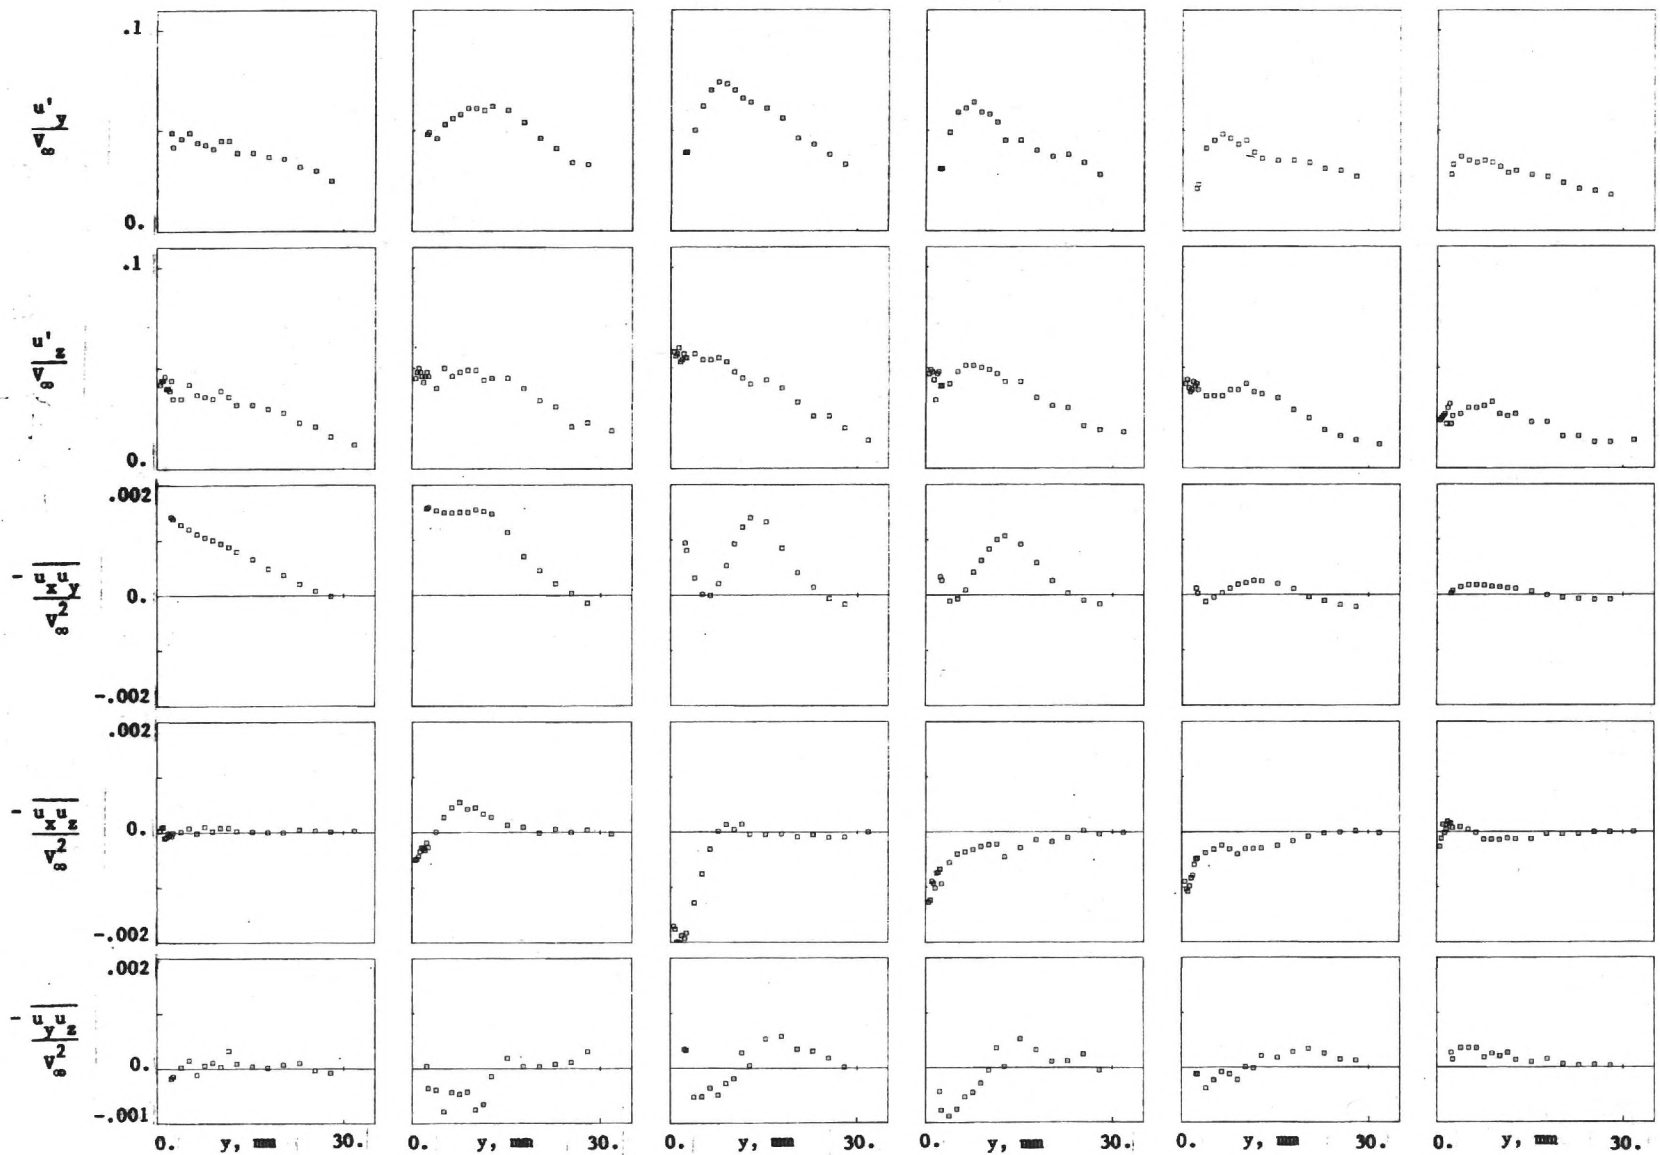 .1
u'y
V∞
0.
.1
u'z
V∞
0.
.002
- uxuy
V∞2
0.
-.002
.002
- uxuz
V∞2
0.
-.002
.002
- uyuz
V∞2
0.
-.001
0. y, mm 30. 0. y, mm 30. 0. y, mm 30. 0. y, mm 30. 0. y, mm 30. 0. y, mm 30.